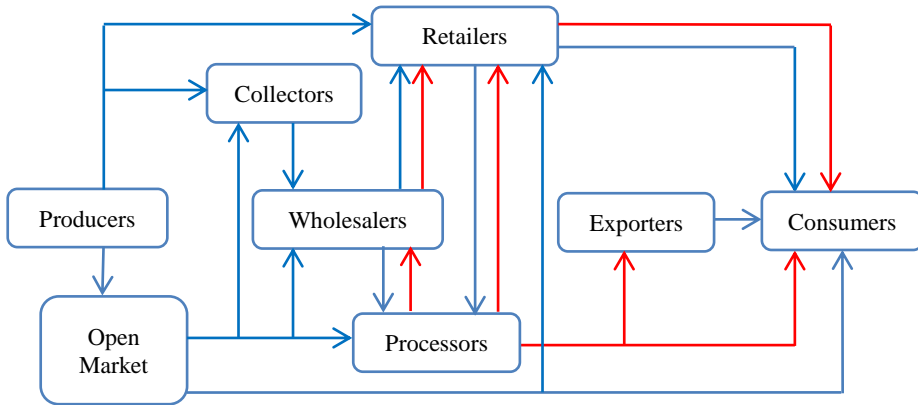 Retailers
Collectors
Producers
Wholesalers
Exporters
Consumers
Open
Market
Processors